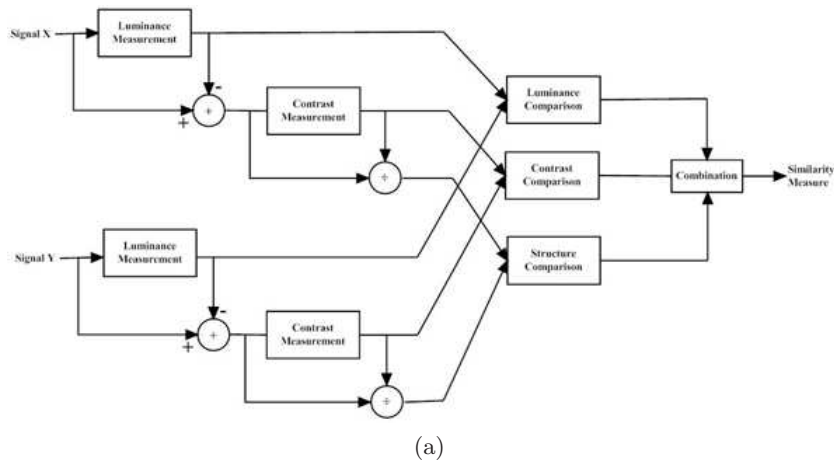 Signal X
Luminance
Measurement
-
+
+
Contrast
Measurement
÷
Luminance
Comparison
Contrast
Comparison
Combination
Similarity
Measure
Signal Y
Luminance
Measurement
Structure
Comparison
-
+
+
Contrast
Measurement
÷
(a)